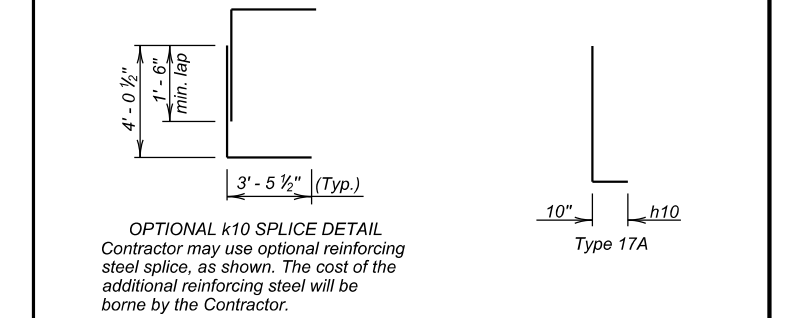 4' - 0 ½"
1' - 6"
min. lap
3' - 5 ½" (Typ.)
OPTIONAL k10 SPLICE DETAIL
Contractor may use optional reinforcing
steel splice, as shown. The cost of the
additional reinforcing steel will be
borne by the Contractor.
10" h10
Type 17A